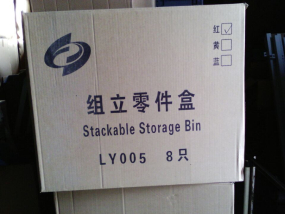 红 ☑
黄 ☐
蓝 ☐
组立零件盒
Stackable Storage Bin
LY005 8只